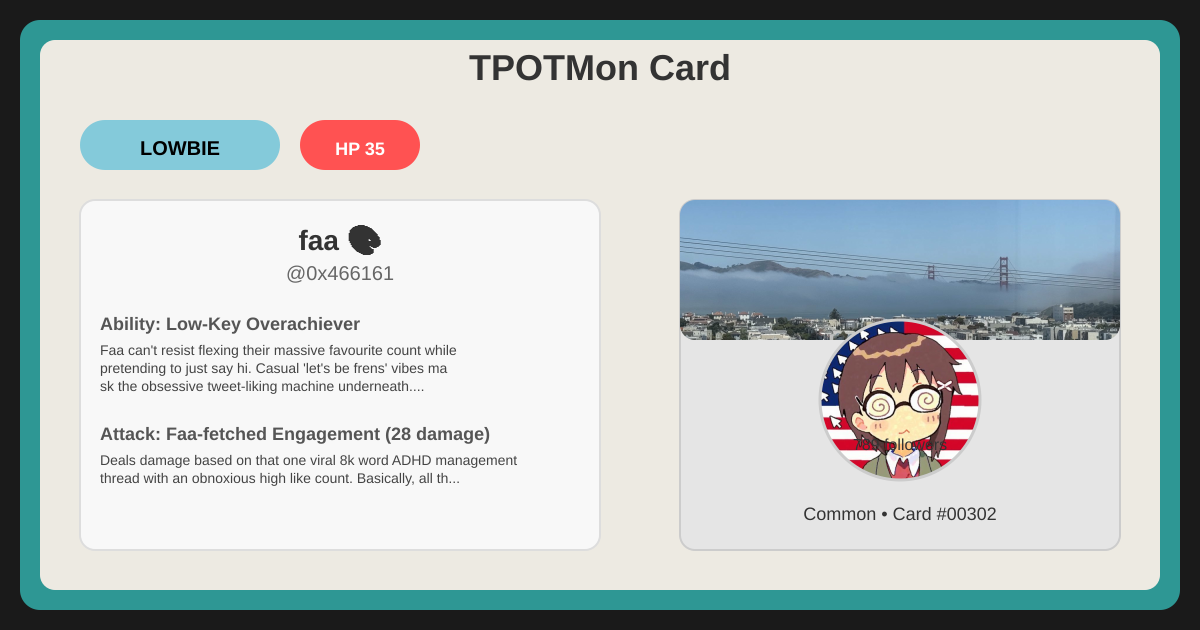 TPOTMon Card
LOWBIE
HP 35
faa
@0x466161
Ability: Low-Key Overachiever
Faa can't resist flexing their massive favourite count while
pretending to just say hi. Casual 'let's be frens' vibes ma
sk the obsessive tweet-liking machine underneath....
Attack: Faa-fetched Engagement (28 damage)
Deals damage based on that one viral 8k word ADHD management
thread with an obnoxious high like count. Basically, all th...
followers
Common • Card #00302